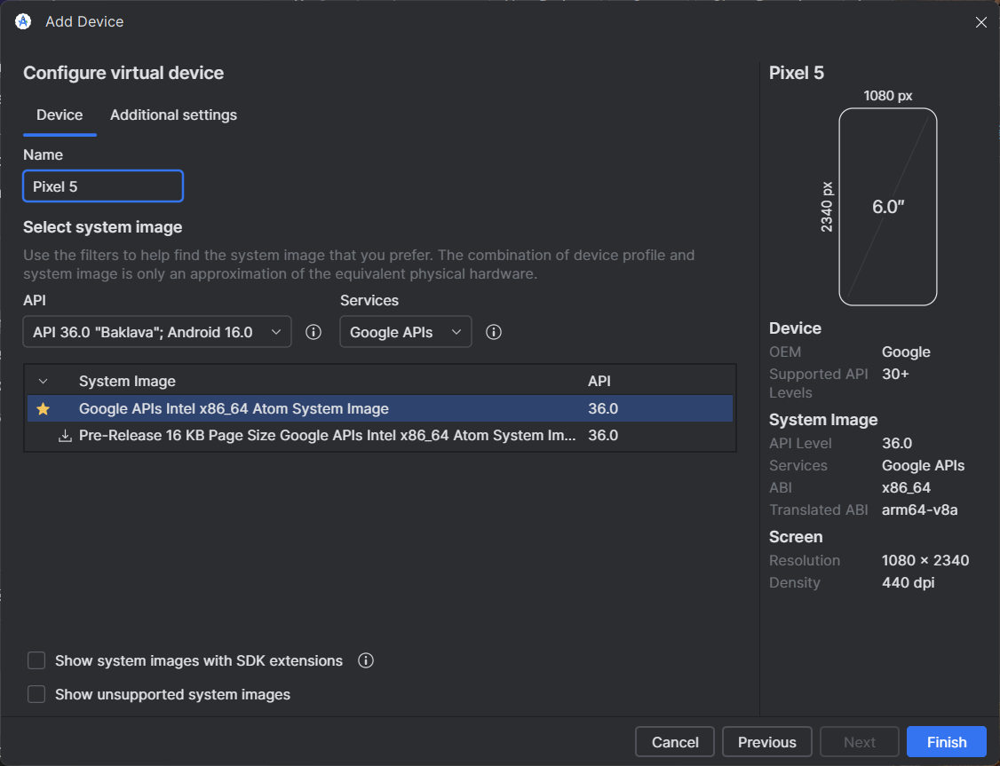 Add Device
Configure virtual device
Device Additional settings
Name
Pixel 5
Select system image
Use the filters to help find the system image that you prefer. The combination of device profile and
system image is only an approximation of the equivalent physical hardware.
API Services
API 36.0 "Baklava"; Android 16.0 Google APIs
System Image API
Google APIs Intel x86_64 Atom System Image 36.0
Pre-Release 16 KB Page Size Google APIs Intel x86_64 Atom System Im... 36.0
Show system images with SDK extensions
Show unsupported system images
Pixel 5
1080 px
2340 px
6.0″
Device
OEM Google
Supported API 30+
Levels
System Image
API Level 36.0
Services Google APIs
ABI x86_64
Translated ABI arm64-v8a
Screen
Resolution 1080 × 2340
Density 440 dpi
Cancel Previous Next Finish